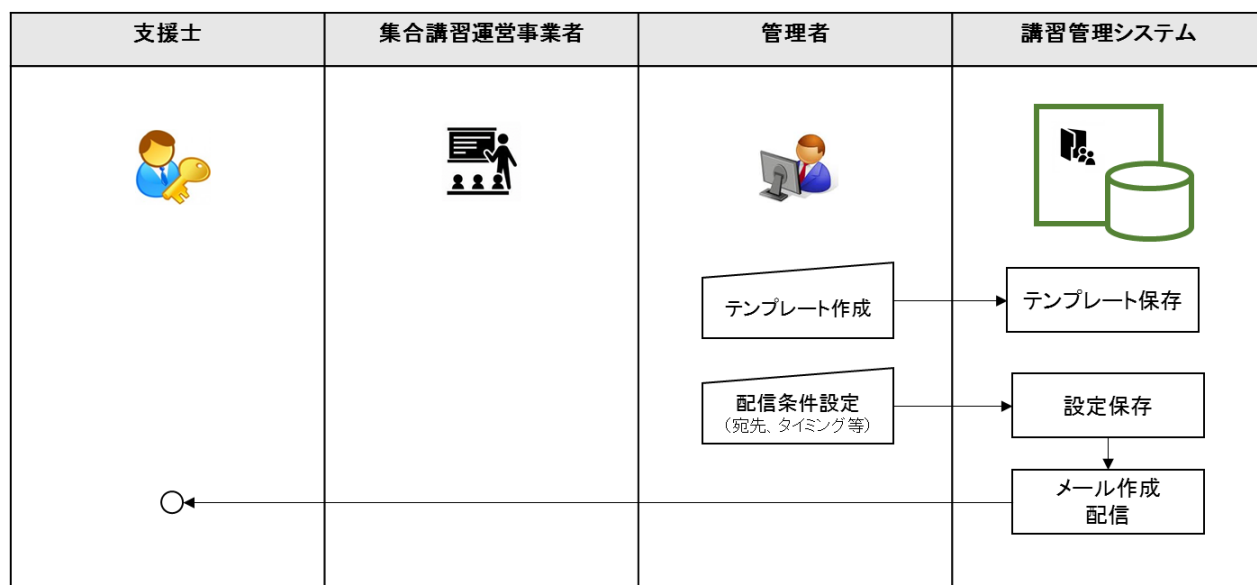 支援士
集合講習運営事業者
管理者
講習管理システム
テンプレート作成
テンプレート保存
配信条件設定
(宛先、タイミング等)
設定保存
メール作成
配信